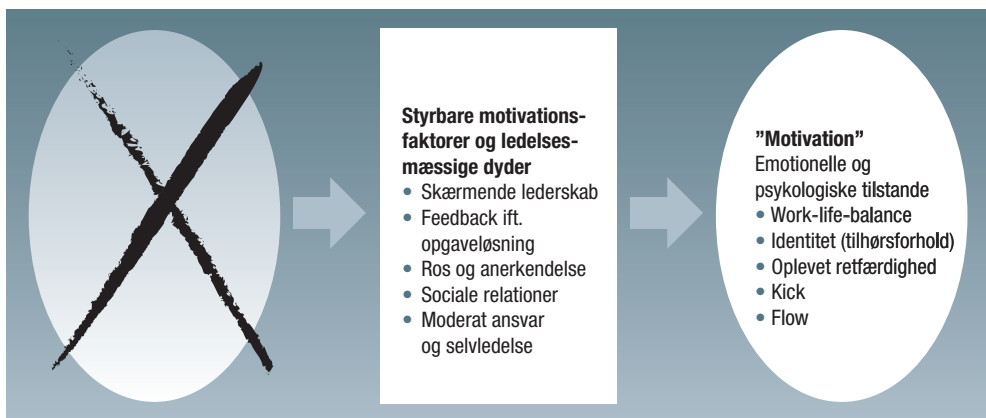 Styrbare motivations-
faktorer og ledelses-
mæssige dyder
• Skærmende lederskab
• Feedback ift.
opgaveløsning
• Ros og anerkendelse
• Sociale relationer
• Moderat ansvar
og selvledelse
”Motivation”
Emotionelle og
psykologiske tilstande
• Work-life-balance
• Identitet (tilhørsforhold)
• Oplevet retfærdighed
• Kick
• Flow